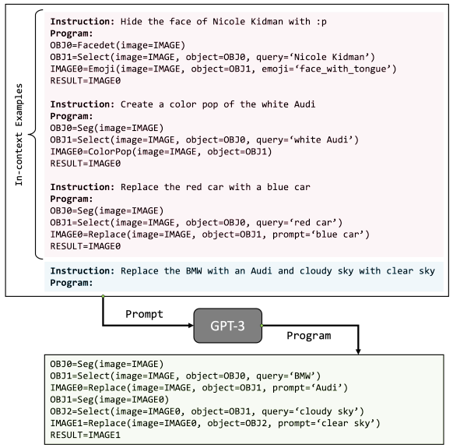 Instruction: Hide the face of Nicole Kidman with :p
Program:
OBJ0=Facedet(image=IMAGE)
OBJ1=Select(image=IMAGE, object=OBJ0, query=‘Nicole Kidman’)
IMAGE0=Emoji(image=IMAGE, object=OBJ1, emoji=‘face_with_tongue’)
RESULT=IMAGE0
Instruction: Create a color pop of the white Audi
Program:
OBJ0=Seg(image=IMAGE)
OBJ1=Select(image=IMAGE, object=OBJ0, query=‘white Audi’)
IMAGE0=ColorPop(image=IMAGE, object=OBJ1)
RESULT=IMAGE0
Instruction: Replace the red car with a blue car
Program:
OBJ0=Seg(image=IMAGE)
OBJ1=Select(image=IMAGE, object=OBJ0, query=‘red car’)
IMAGE0=Replace(image=IMAGE, object=OBJ1, prompt=‘blue car’)
RESULT=IMAGE0
In-context Examples
Instruction: Replace the BMW with an Audi and cloudy sky with clear sky
Program:
Prompt
GPT-3
Program
OBJ0=Seg(image=IMAGE)
OBJ1=Select(image=IMAGE, object=OBJ0, query=‘BMW’)
IMAGE0=Replace(image=IMAGE, object=OBJ1, prompt=‘Audi’)
OBJ1=Seg(image=IMAGE0)
OBJ2=Select(image=IMAGE0, object=OBJ1, query=‘cloudy sky’)
IMAGE1=Replace(image=IMAGE0, object=OBJ2, prompt=‘clear sky’)
RESULT=IMAGE1